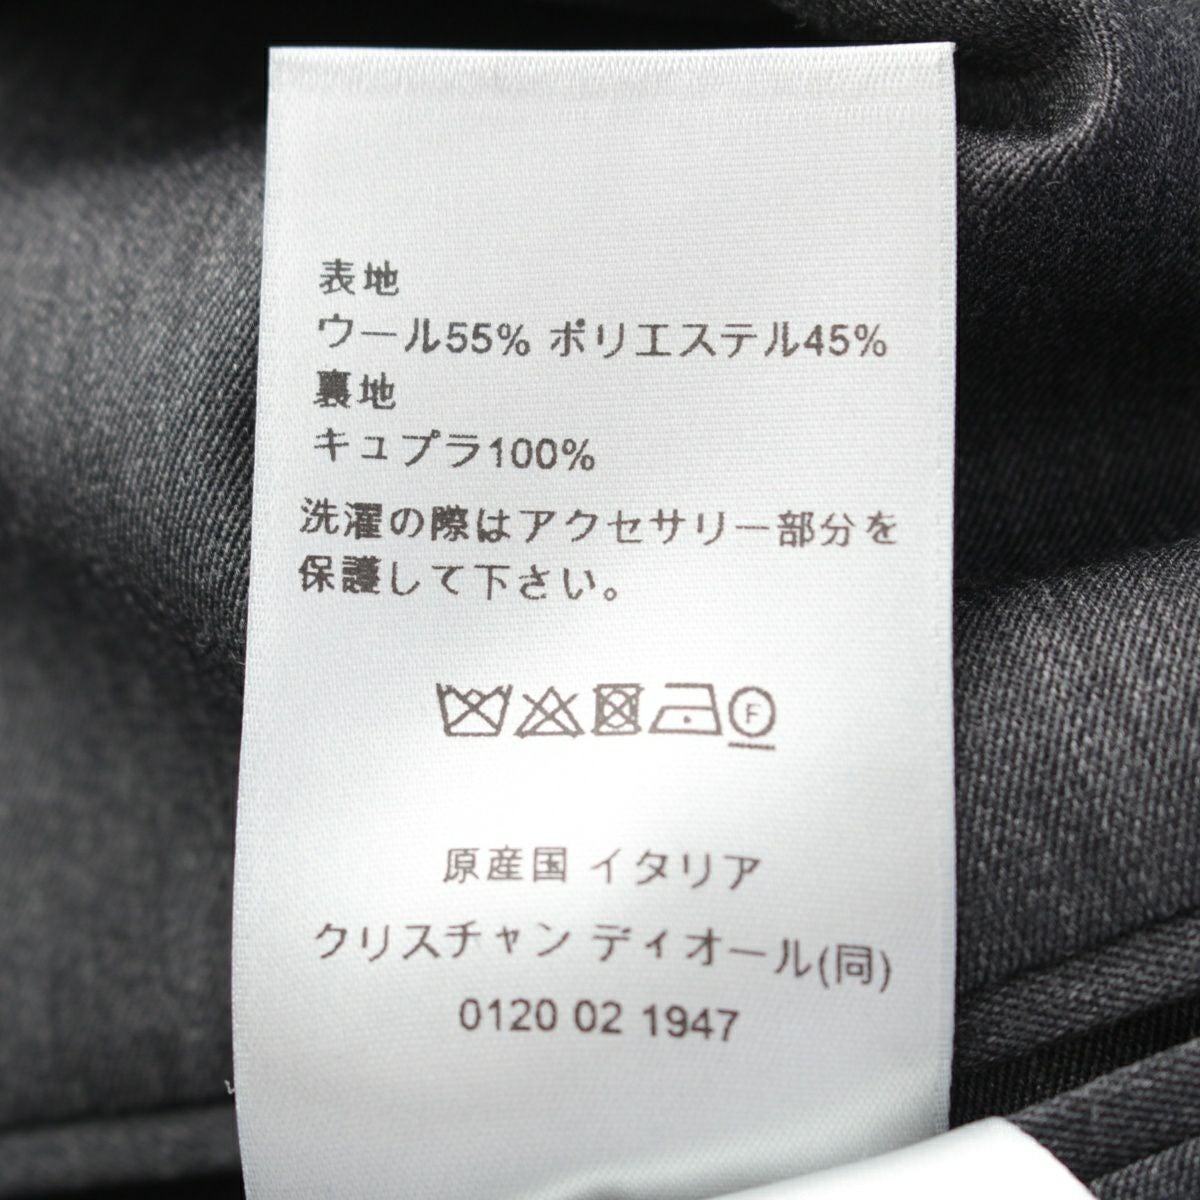 表地
ウール55% ポリエステル45%
裏地
キュプラ100%
洗濯の際はアクセサリー部分を
保護して下さい。
F
原産国 イタリア
クリスチャン ディオール(同)
0120 02 1947